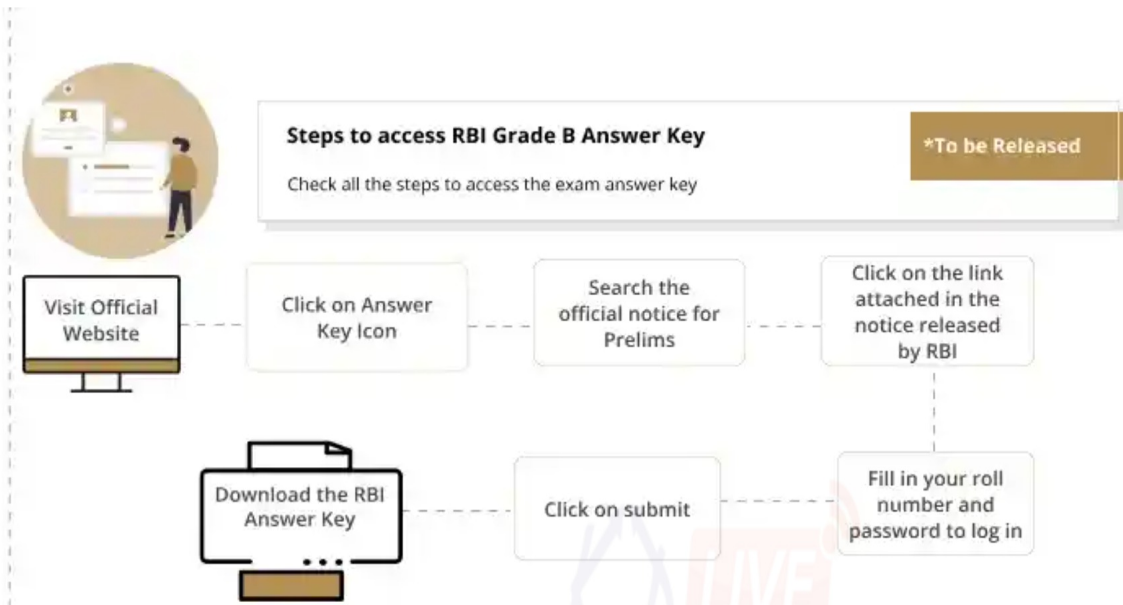 Steps to access RBI Grade B Answer Key
*To be Released
Check all the steps to access the exam answer key
Visit Official
Website
Click on Answer
Key Icon
Search the
official notice for
Prelims
Click on the link
attached in the
notice released
by RBI
Fill in your roll
number and
password to log in
Click on submit
Download the RBI
Answer Key
LIVE